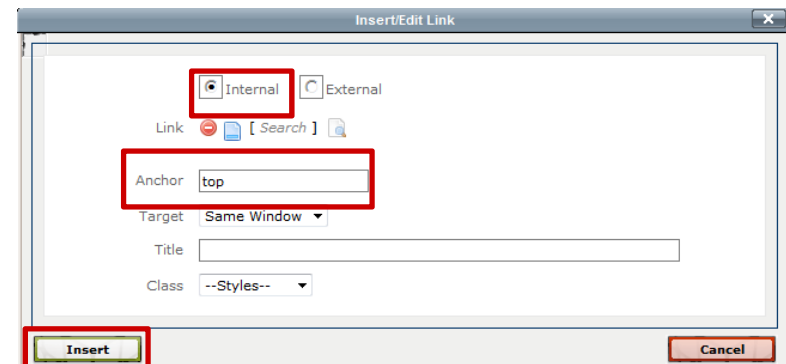 Insert/Edit Link
Internal External
Link [ Search ]
Anchor top
Target Same Window
Title
Class --Styles--
Insert Cancel